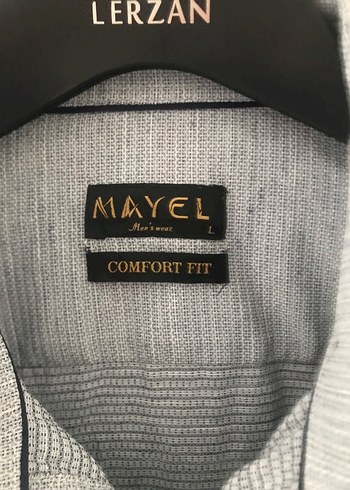 LERZAN
MAYEL
Men's wear
L
COMFORT FIT